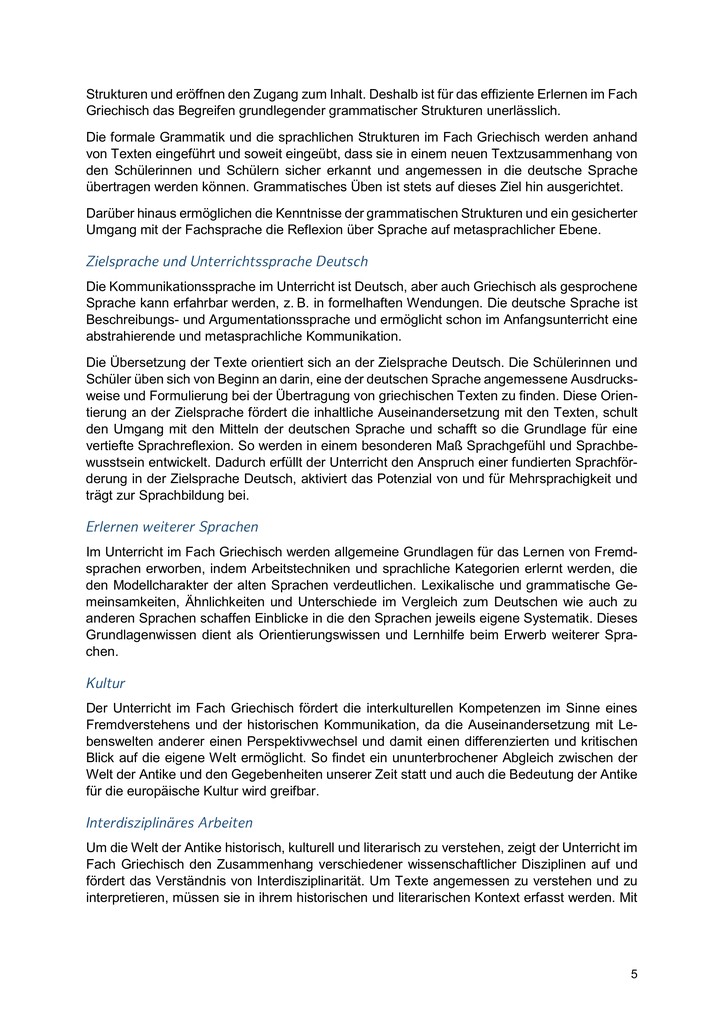 Strukturen und eröffnen den Zugang zum Inhalt. Deshalb ist für das effiziente Erlernen im Fach
Griechisch das Begreifen grundlegender grammatischer Strukturen unerlässlich.
Die formale Grammatik und die sprachlichen Strukturen im Fach Griechisch werden anhand
von Texten eingeführt und soweit eingeübt, dass sie in einem neuen Textzusammenhang von
den Schülerinnen und Schülern sicher erkannt und angemessen in die deutsche Sprache
übertragen werden können. Grammatisches Üben ist stets auf dieses Ziel hin ausgerichtet.
Darüber hinaus ermöglichen die Kenntnisse der grammatischen Strukturen und ein gesicherter
Umgang mit der Fachsprache die Reflexion über Sprache auf metasprachlicher Ebene.
Zielsprache und Unterrichtssprache Deutsch
Die Kommunikationssprache im Unterricht ist Deutsch, aber auch Griechisch als gesprochene
Sprache kann erfahrbar werden, z. B. in formelhaften Wendungen. Die deutsche Sprache ist
Beschreibungs- und Argumentationssprache und ermöglicht schon im Anfangsunterricht eine
abstrahierende und metasprachliche Kommunikation.
Die Übersetzung der Texte orientiert sich an der Zielsprache Deutsch. Die Schülerinnen und
Schüler üben sich von Beginn an darin, eine der deutschen Sprache angemessene Ausdrucks-
weise und Formulierung bei der Übertragung von griechischen Texten zu finden. Diese Orien-
tierung an der Zielsprache fördert die inhaltliche Auseinandersetzung mit den Texten, schult
den Umgang mit den Mitteln der deutschen Sprache und schafft so die Grundlage für eine
vertiefte Sprachreflexion. So werden in einem besonderen Maß Sprachgefühl und Sprachbe-
wusstsein entwickelt. Dadurch erfüllt der Unterricht den Anspruch einer fundierten Sprachför-
derung in der Zielsprache Deutsch, aktiviert das Potenzial von und für Mehrsprachigkeit und
trägt zur Sprachbildung bei.
Erlernen weiterer Sprachen
Im Unterricht im Fach Griechisch werden allgemeine Grundlagen für das Lernen von Fremd-
sprachen erworben, indem Arbeitstechniken und sprachliche Kategorien erlernt werden, die
den Modellcharakter der alten Sprachen verdeutlichen. Lexikalische und grammatische Ge-
meinsamkeiten, Ähnlichkeiten und Unterschiede im Vergleich zum Deutschen wie auch zu
anderen Sprachen schaffen Einblicke in die den Sprachen jeweils eigene Systematik. Dieses
Grundlagenwissen dient als Orientierungswissen und Lernhilfe beim Erwerb weiterer Spra-
chen.
Kultur
Der Unterricht im Fach Griechisch fördert die interkulturellen Kompetenzen im Sinne eines
Fremdverstehens und der historischen Kommunikation, da die Auseinandersetzung mit Le-
benswelten anderer einen Perspektivwechsel und damit einen differenzierten und kritischen
Blick auf die eigene Welt ermöglicht. So findet ein ununterbrochener Abgleich zwischen der
Welt der Antike und den Gegebenheiten unserer Zeit statt und auch die Bedeutung der Antike
für die europäische Kultur wird greifbar.
Interdisziplinäres Arbeiten
Um die Welt der Antike historisch, kulturell und literarisch zu verstehen, zeigt der Unterricht im
Fach Griechisch den Zusammenhang verschiedener wissenschaftlicher Disziplinen auf und
fördert das Verständnis von Interdisziplinarität. Um Texte angemessen zu verstehen und zu
interpretieren, müssen sie in ihrem historischen und literarischen Kontext erfasst werden. Mit
5